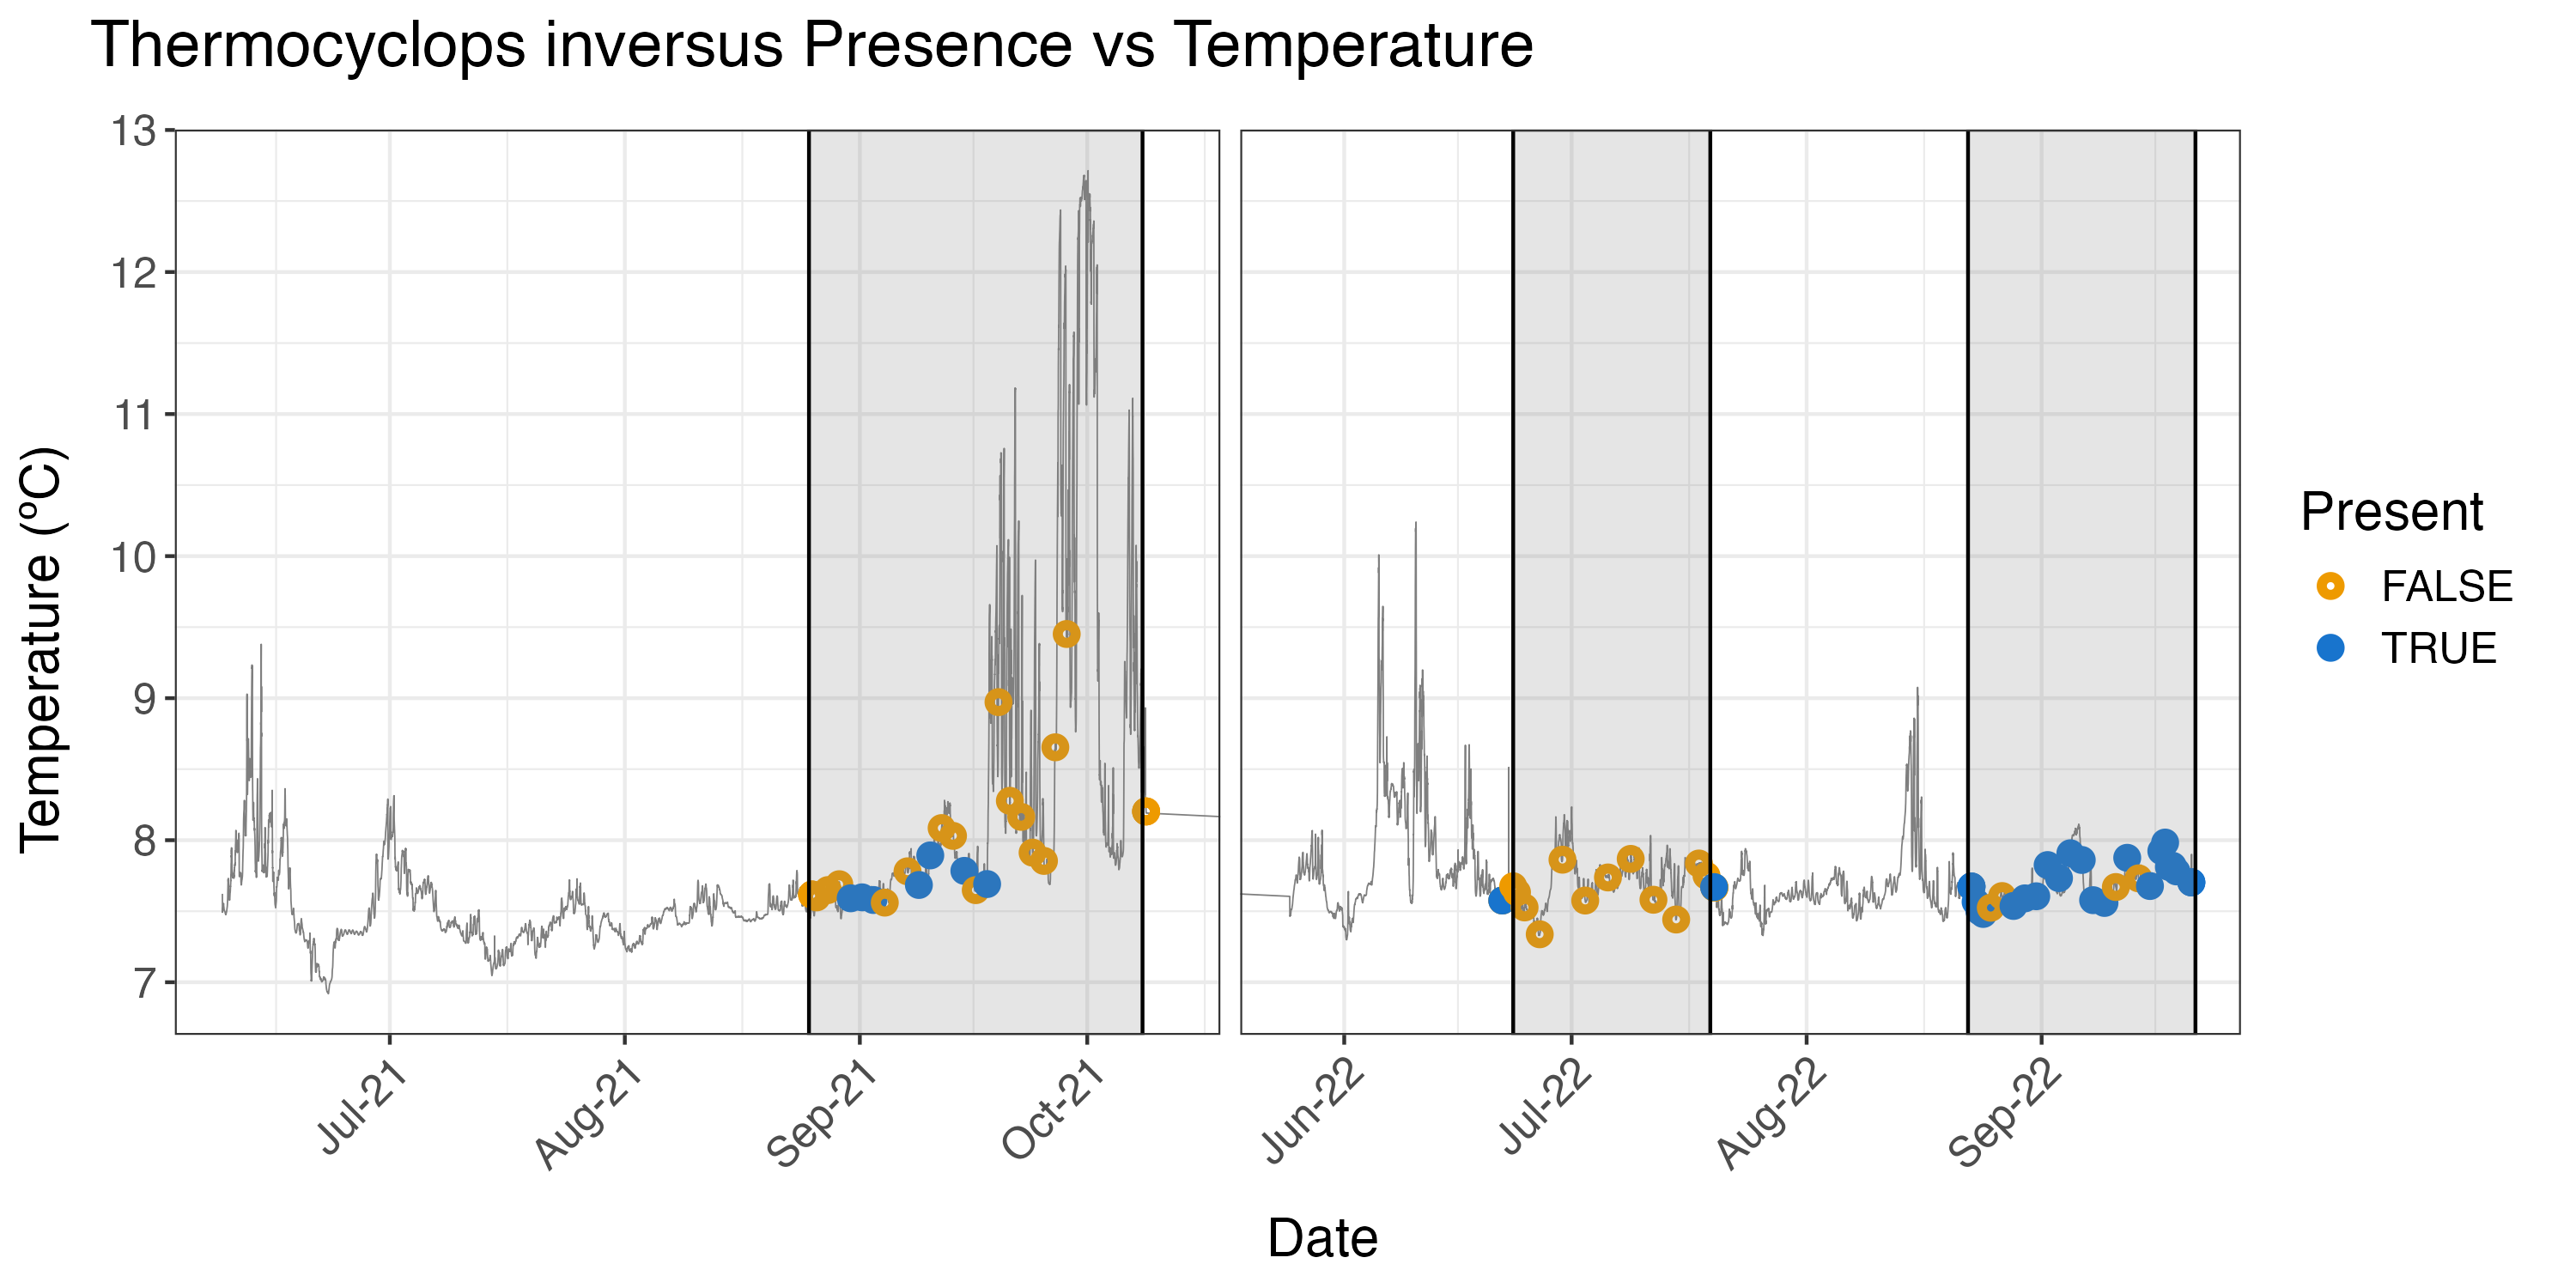 Thermocyclops inversus Presence vs Temperature
13
12
11
10
9
8
7
Temperature (ºC)
Jul-21
Aug-21
Sep-21
Oct-21
Jun-22
Jul-22
Aug-22
Sep-22
Date
Present
FALSE
TRUE